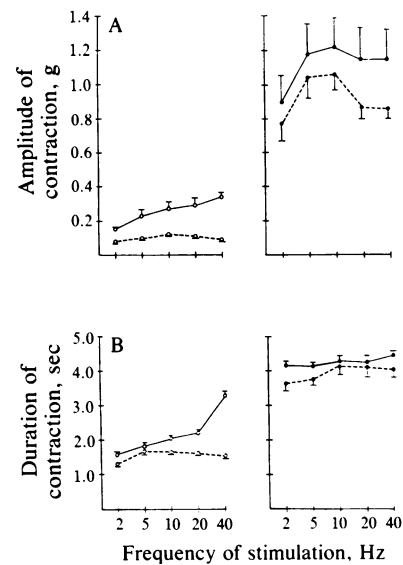 A
Amplitude of
contraction, g
1.4
1.2
1.0
0.8
0.6
0.4
0.2
B
Duration of
contraction, sec
5.0
4.0
3.0
2.0
1.0
2 5 10 20 40 2 5 10 20 40
Frequency of stimulation, Hz